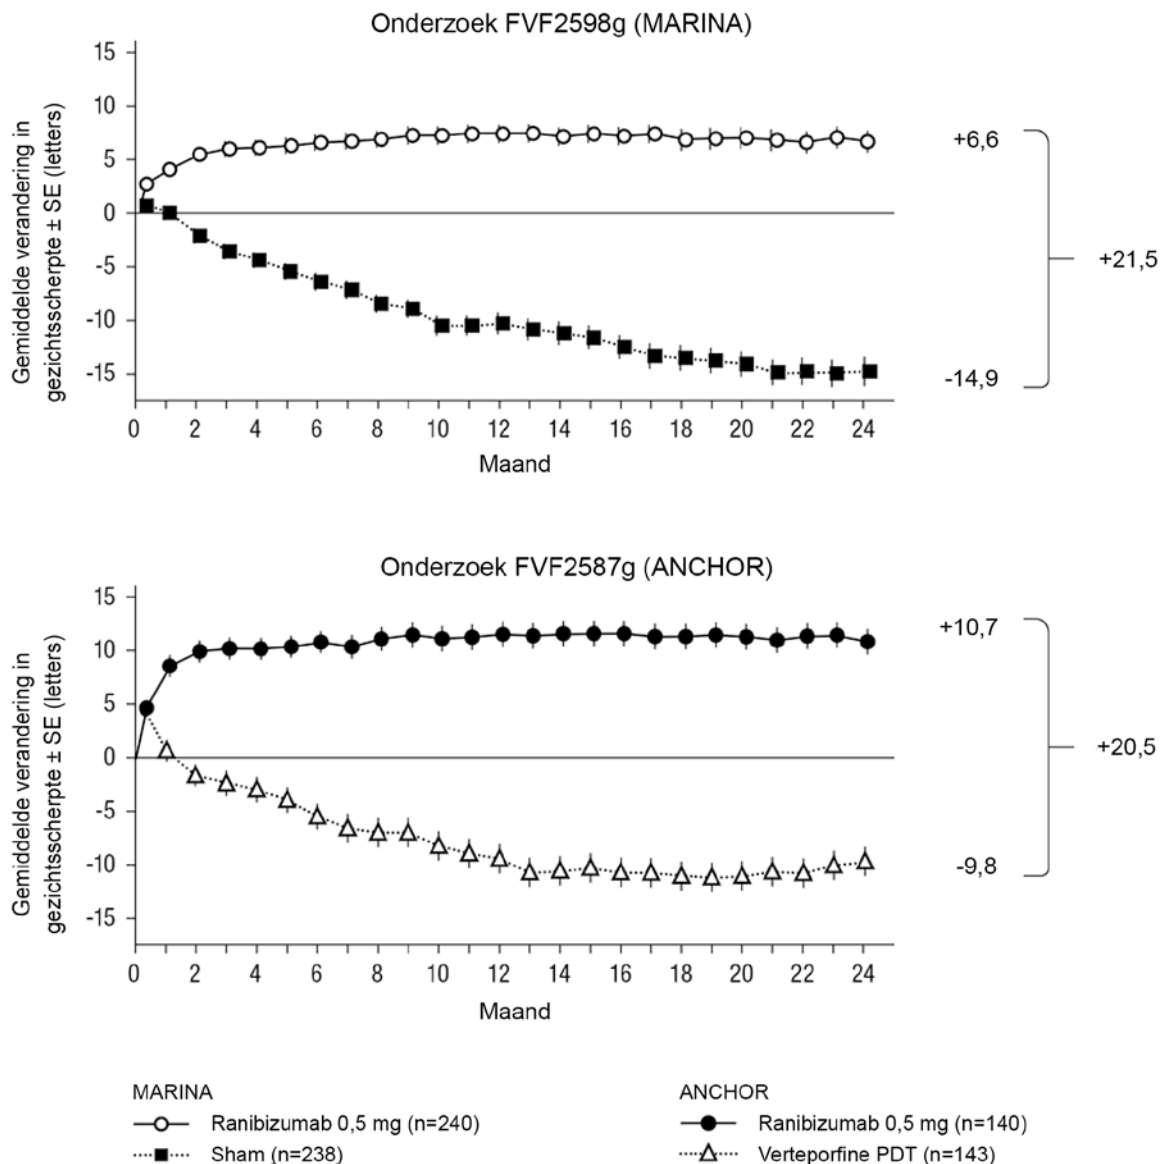 Onderzoek FVF2598g (MARINA)
Gemiddelde verandering in
gezichtsscherpte ± SE (letters)
15
10
5
0
-5
-10
-15
0 2 4 6 8 10 12 14 16 18 20 22 24
Maand
+6,6
+21,5
-14,9
Onderzoek FVF2587g (ANCHOR)
Gemiddelde verandering in
gezichtsscherpte ± SE (letters)
15
10
5
0
-5
-10
-15
0 2 4 6 8 10 12 14 16 18 20 22 24
Maand
+10,7
+20,5
-9,8
MARINA
Ranibizumab 0,5 mg (n=240)
Sham (n=238)
ANCHOR
Ranibizumab 0,5 mg (n=140)
Verteporfine PDT (n=143)